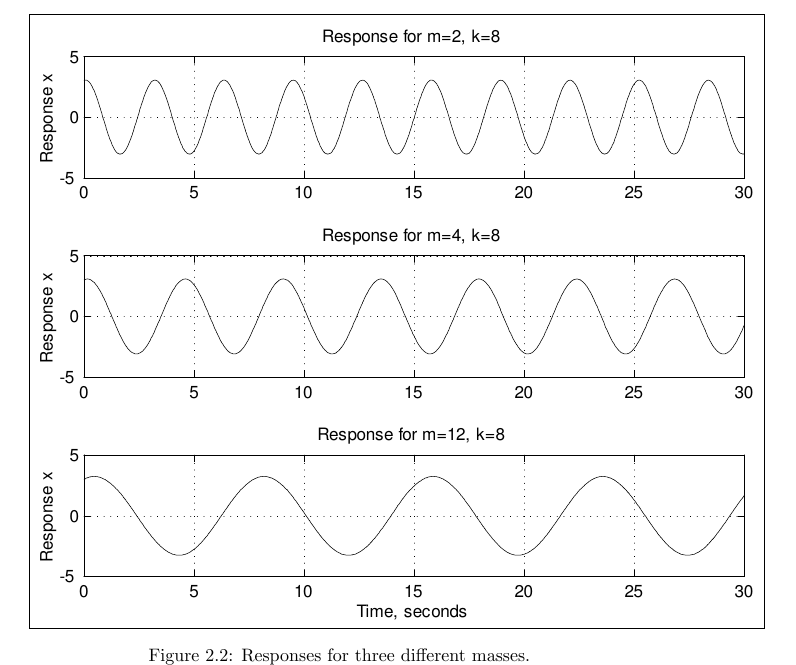 Response for m=2, k=8
5
0
-5
Response x
0 5 10 15 20 25 30
Response for m=4, k=8
5
0
-5
Response x
0 5 10 15 20 25 30
Response for m=12, k=8
5
0
-5
Response x
0 5 10 15 20 25 30
Time, seconds
Figure 2.2: Responses for three different masses.